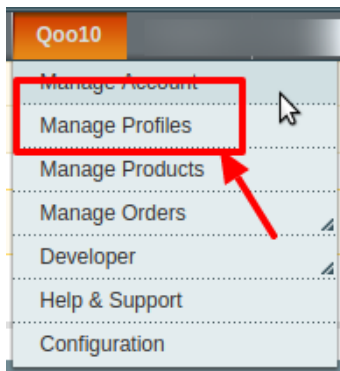 Qoo10
Manage Account
Manage Profiles
Manage Products
Manage Orders
Developer
Help & Support
Configuration